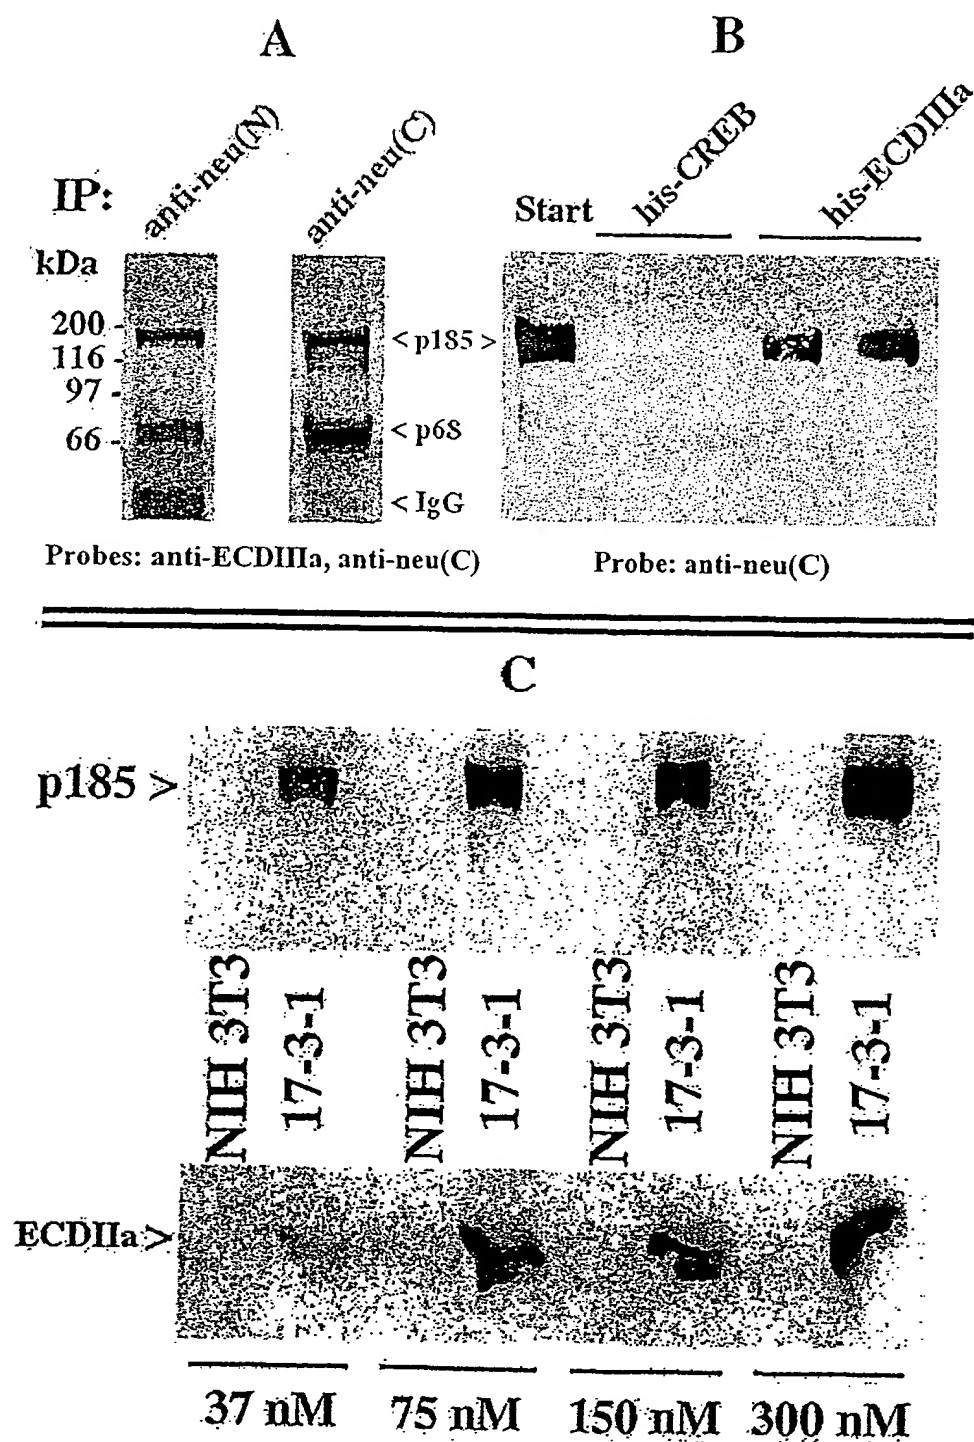 A
B
IP:
anti-neu(N)
anti-neu(C)
Start
his-CREB
his-ECDIIIa
kDa
200
116
97
66
< p185 >
< p68
< IgG
Probes: anti-ECDIIIa, anti-neu(C)
Probe: anti-neu(C)
C
p185 >
NIH 3T3
17-3-1
NIH 3T3
17-3-1
NIH 3T3
17-3-1
NIH 3T3
17-3-1
ECDIIa >
37 nM
75 nM
150 nM
300 nM